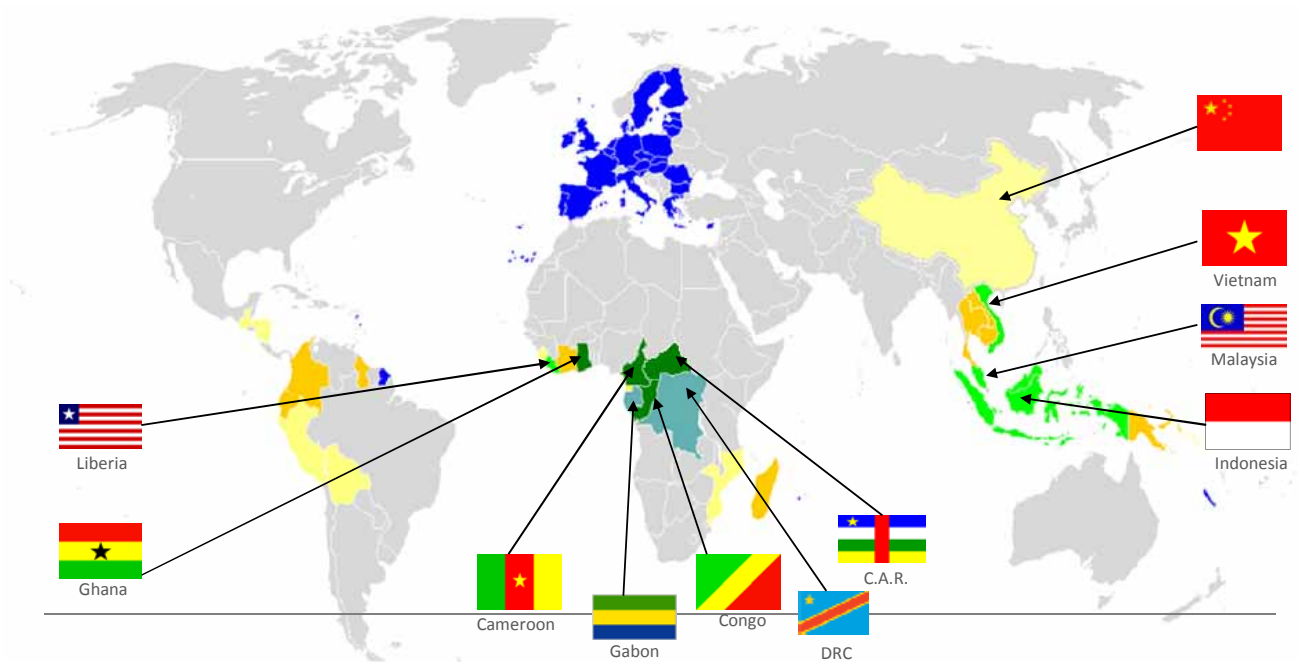 Vietnam
Malaysia
Liberia
Indonesia
Ghana
C.A.R.
Cameroon
Congo
Gabon
DRC